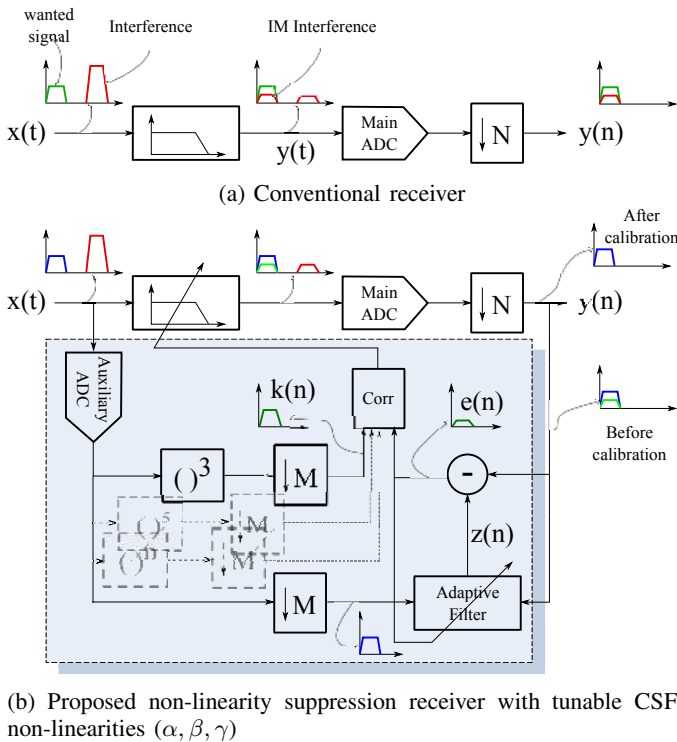 wanted
signal
Interference
IM Interference
x(t)
y(t)
Main
ADC
↓ N
y(n)
(a) Conventional receiver
After
calibration
x(t)
Main
ADC
↓ N
y(n)
Auxiliary
ADC
k(n)
Corr
e(n)
Before
calibration
( )³
↓ M
-
( )⁵
↓ M
( )ⁿ
↓ M
z(n)
↓ M
Adaptive
Filter
(b) Proposed non-linearity suppression receiver with tunable CSF
non-linearities (α, β, γ)